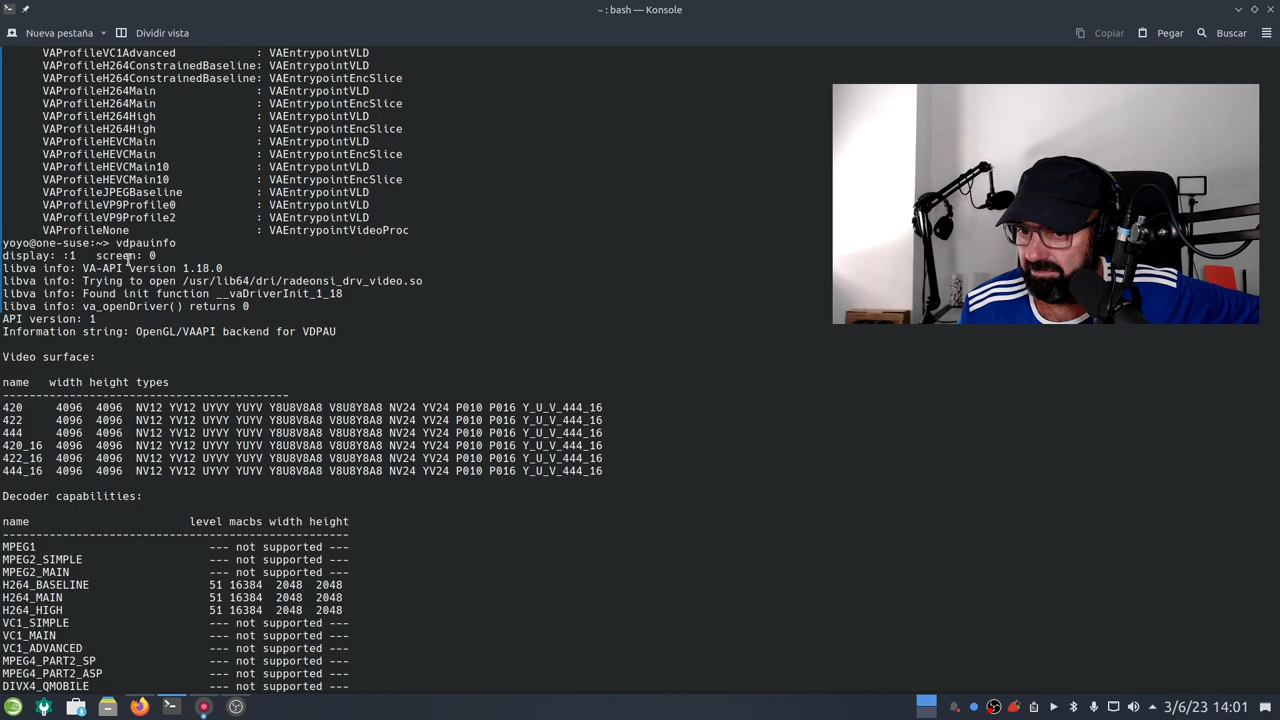 ~ : bash — Konsole
Nueva pestaña
Dividir vista
Copiar
Pegar
Buscar
VAProfileVC1Advanced : VAEntrypointVLD
VAProfileH264ConstrainedBaseline: VAEntrypointVLD
VAProfileH264ConstrainedBaseline: VAEntrypointEncSlice
VAProfileH264Main : VAEntrypointVLD
VAProfileH264Main : VAEntrypointEncSlice
VAProfileH264High : VAEntrypointVLD
VAProfileH264High : VAEntrypointEncSlice
VAProfileHEVCMain : VAEntrypointVLD
VAProfileHEVCMain : VAEntrypointEncSlice
VAProfileHEVCMain10 : VAEntrypointVLD
VAProfileHEVCMain10 : VAEntrypointEncSlice
VAProfileJPEGBaseline : VAEntrypointVLD
VAProfileVP9Profile0 : VAEntrypointVLD
VAProfileVP9Profile2 : VAEntrypointVLD
VAProfileNone : VAEntrypointVideoProc
yoyo@one-suse:~> vdpauinfo
display: :1 screen: 0
libva info: VA-API version 1.18.0
libva info: Trying to open /usr/lib64/dri/radeonsi_drv_video.so
libva info: Found init function __vaDriverInit_1_18
libva info: va_openDriver() returns 0
API version: 1
Information string: OpenGL/VAAPI backend for VDPAU
Video surface:
name width height types
-------------------------------------------
420 4096 4096 NV12 YV12 UYVY YUYV Y8U8V8A8 V8U8Y8A8 NV24 YV24 P010 P016 Y_U_V_444_16
422 4096 4096 NV12 YV12 UYVY YUYV Y8U8V8A8 V8U8Y8A8 NV24 YV24 P010 P016 Y_U_V_444_16
444 4096 4096 NV12 YV12 UYVY YUYV Y8U8V8A8 V8U8Y8A8 NV24 YV24 P010 P016 Y_U_V_444_16
420_16 4096 4096 NV12 YV12 UYVY YUYV Y8U8V8A8 V8U8Y8A8 NV24 YV24 P010 P016 Y_U_V_444_16
422_16 4096 4096 NV12 YV12 UYVY YUYV Y8U8V8A8 V8U8Y8A8 NV24 YV24 P010 P016 Y_U_V_444_16
444_16 4096 4096 NV12 YV12 UYVY YUYV Y8U8V8A8 V8U8Y8A8 NV24 YV24 P010 P016 Y_U_V_444_16
Decoder capabilities:
name level macbs width height
----------------------------------------------------
MPEG1 --- not supported ---
MPEG2_SIMPLE --- not supported ---
MPEG2_MAIN --- not supported ---
H264_BASELINE 51 16384 2048 2048
H264_MAIN 51 16384 2048 2048
H264_HIGH 51 16384 2048 2048
VC1_SIMPLE --- not supported ---
VC1_MAIN --- not supported ---
VC1_ADVANCED --- not supported ---
MPEG4_PART2_SP --- not supported ---
MPEG4_PART2_ASP --- not supported ---
DIVX4_QMOBILE --- not supported ---
3/6/23 14:01